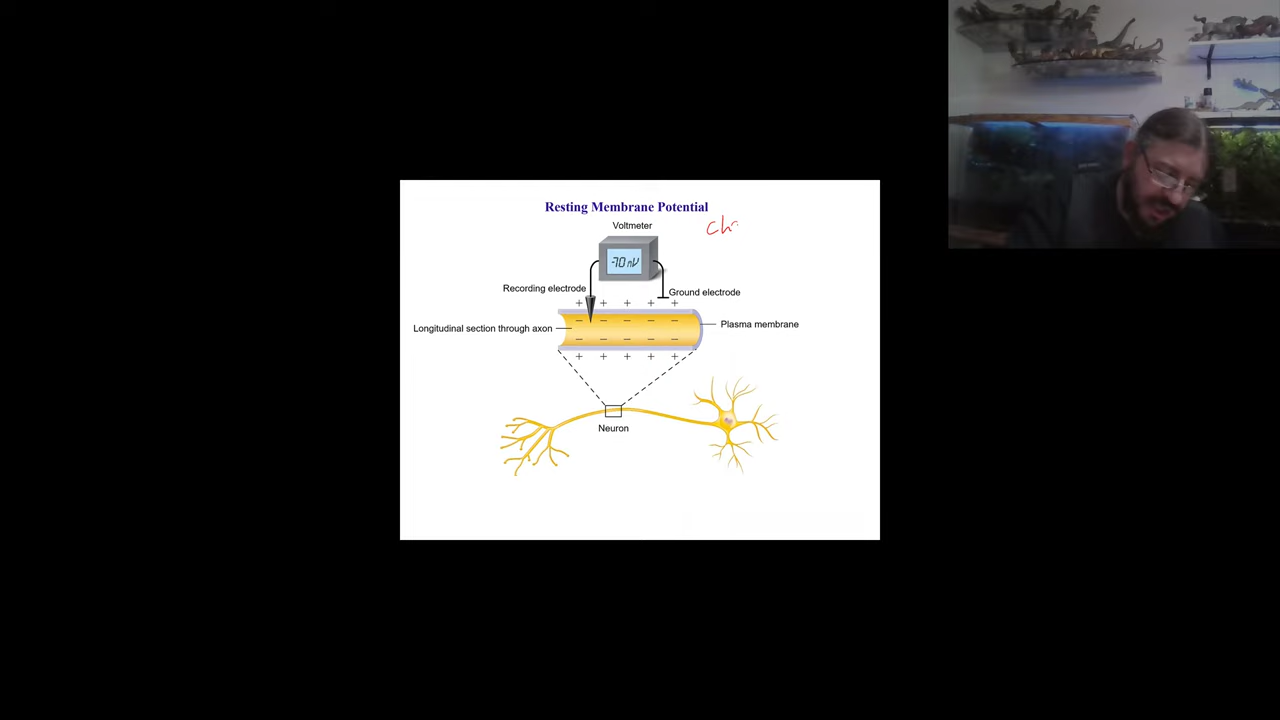 Resting Membrane Potential
Voltmeter
-70 mV
Recording electrode
Ground electrode
Longitudinal section through axon
Plasma membrane
Neuron